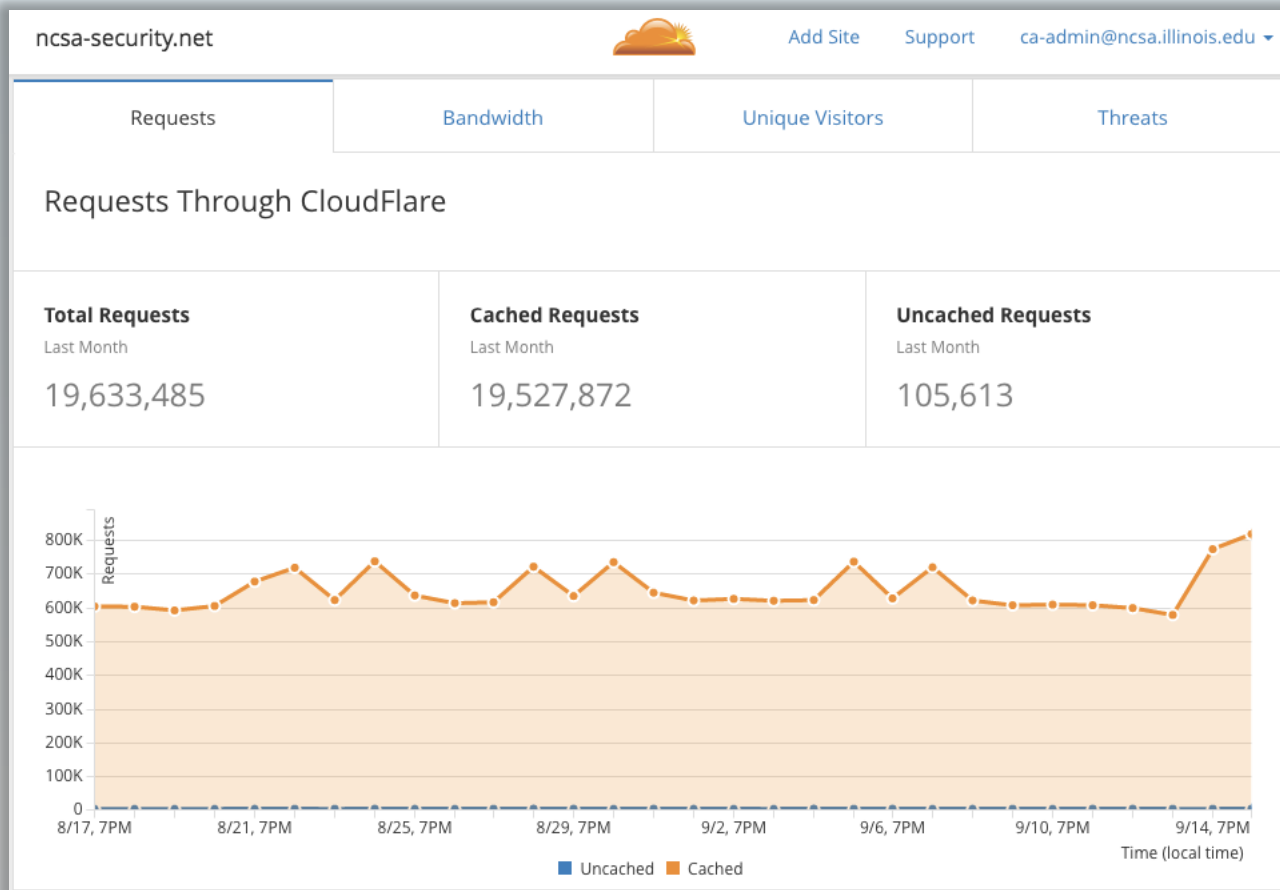 ncsa-security.net Add Site Support ca-admin@ncsa.illinois.edu
Requests Bandwidth Unique Visitors Threats
Requests Through CloudFlare
Total Requests Cached Requests Uncached Requests
Last Month Last Month Last Month
19,633,485 19,527,872 105,613
Requests
800K
700K
600K
500K
400K
300K
200K
100K
0
8/17, 7PM 8/21, 7PM 8/25, 7PM 8/29, 7PM 9/2, 7PM 9/6, 7PM 9/10, 7PM 9/14, 7PM
Time (local time)
Uncached Cached